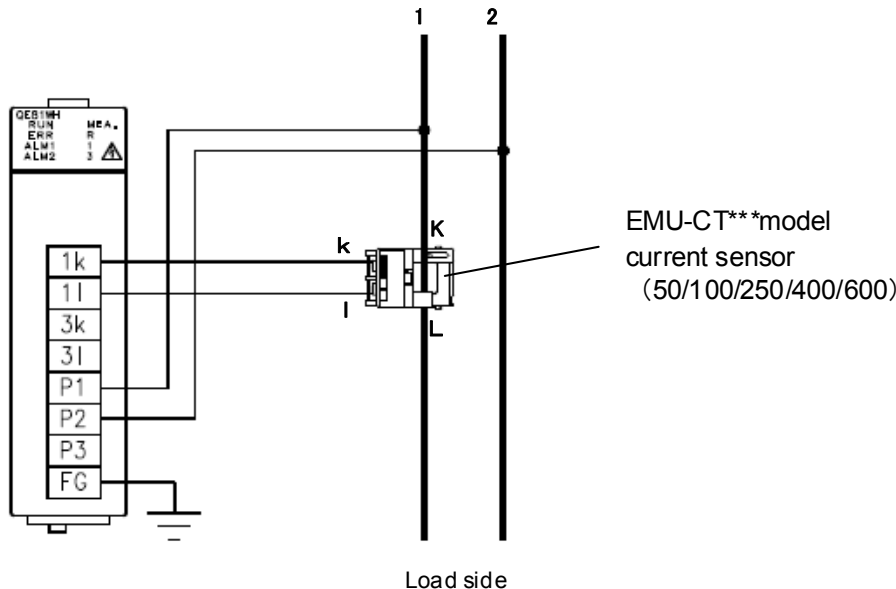 1 2
QE81WH
RUN MEA.
ERR R
ALM1 1
ALM2 3
K
k
EMU-CT***model
current sensor
（50/100/250/400/600）
1k
1l
l
L
3k
3l
P1
P2
P3
FG
Load side